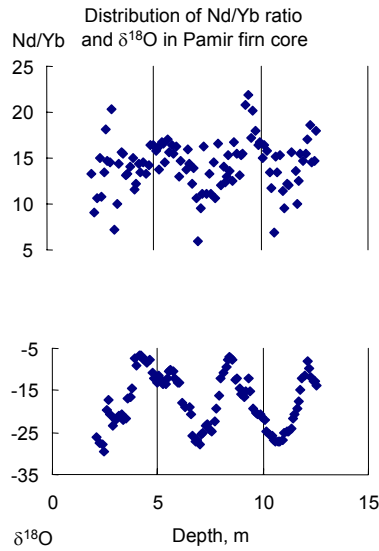 Distribution of Nd/Yb ratio
Nd/Yb and δ¹⁸O in Pamir firn core
25
20
15
10
5
-5
-15
-25
-35
0 5 10 15
δ¹⁸O Depth, m